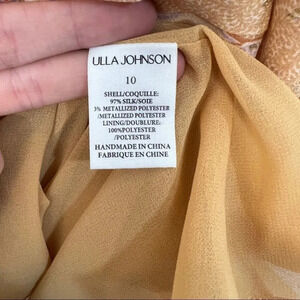 ULLA JOHNSON
10
SHELL/COQUILLE:
97% SILK/SOIE
3% METALLIZED POLYESTER
/METALLIZED POLYESTER
LINING/DOUBLURE:
100%POLYESTER
/POLYESTER
HANDMADE IN CHINA
FABRIQUE EN CHINE